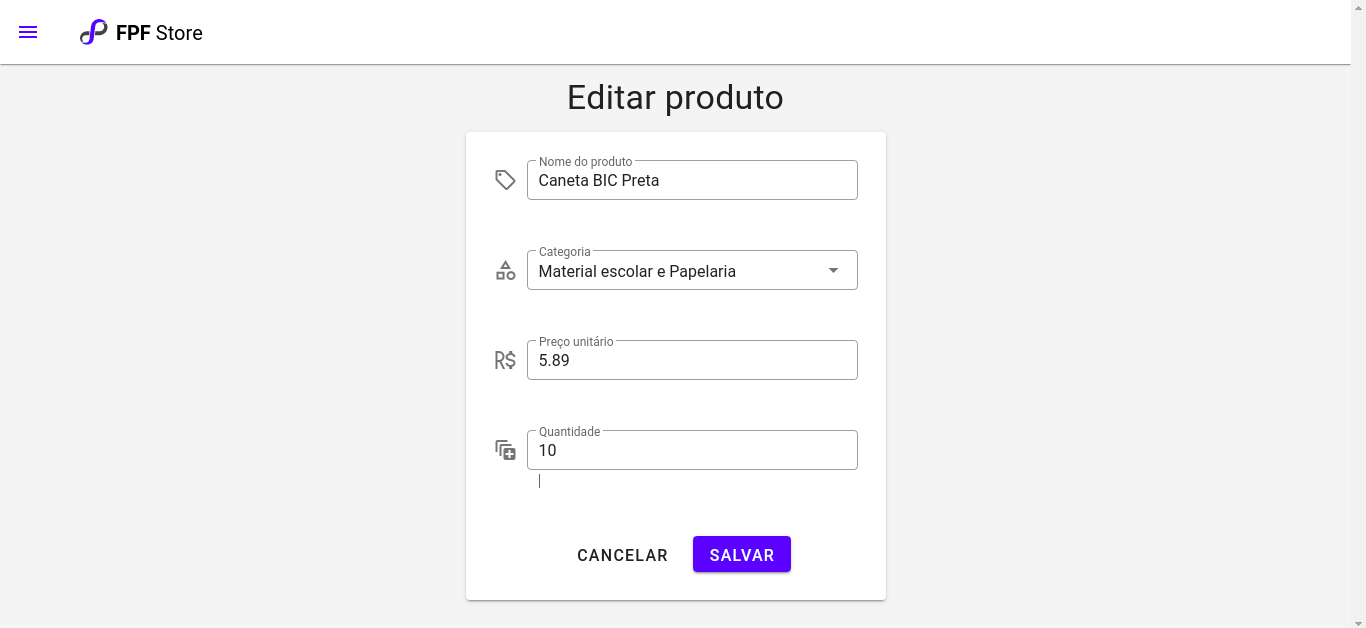 FPF Store
Editar produto
Nome do produto
Caneta BIC Preta
Categoria
Material escolar e Papelaria
R$
Preço unitário
5.89
Quantidade
10
CANCELAR SALVAR